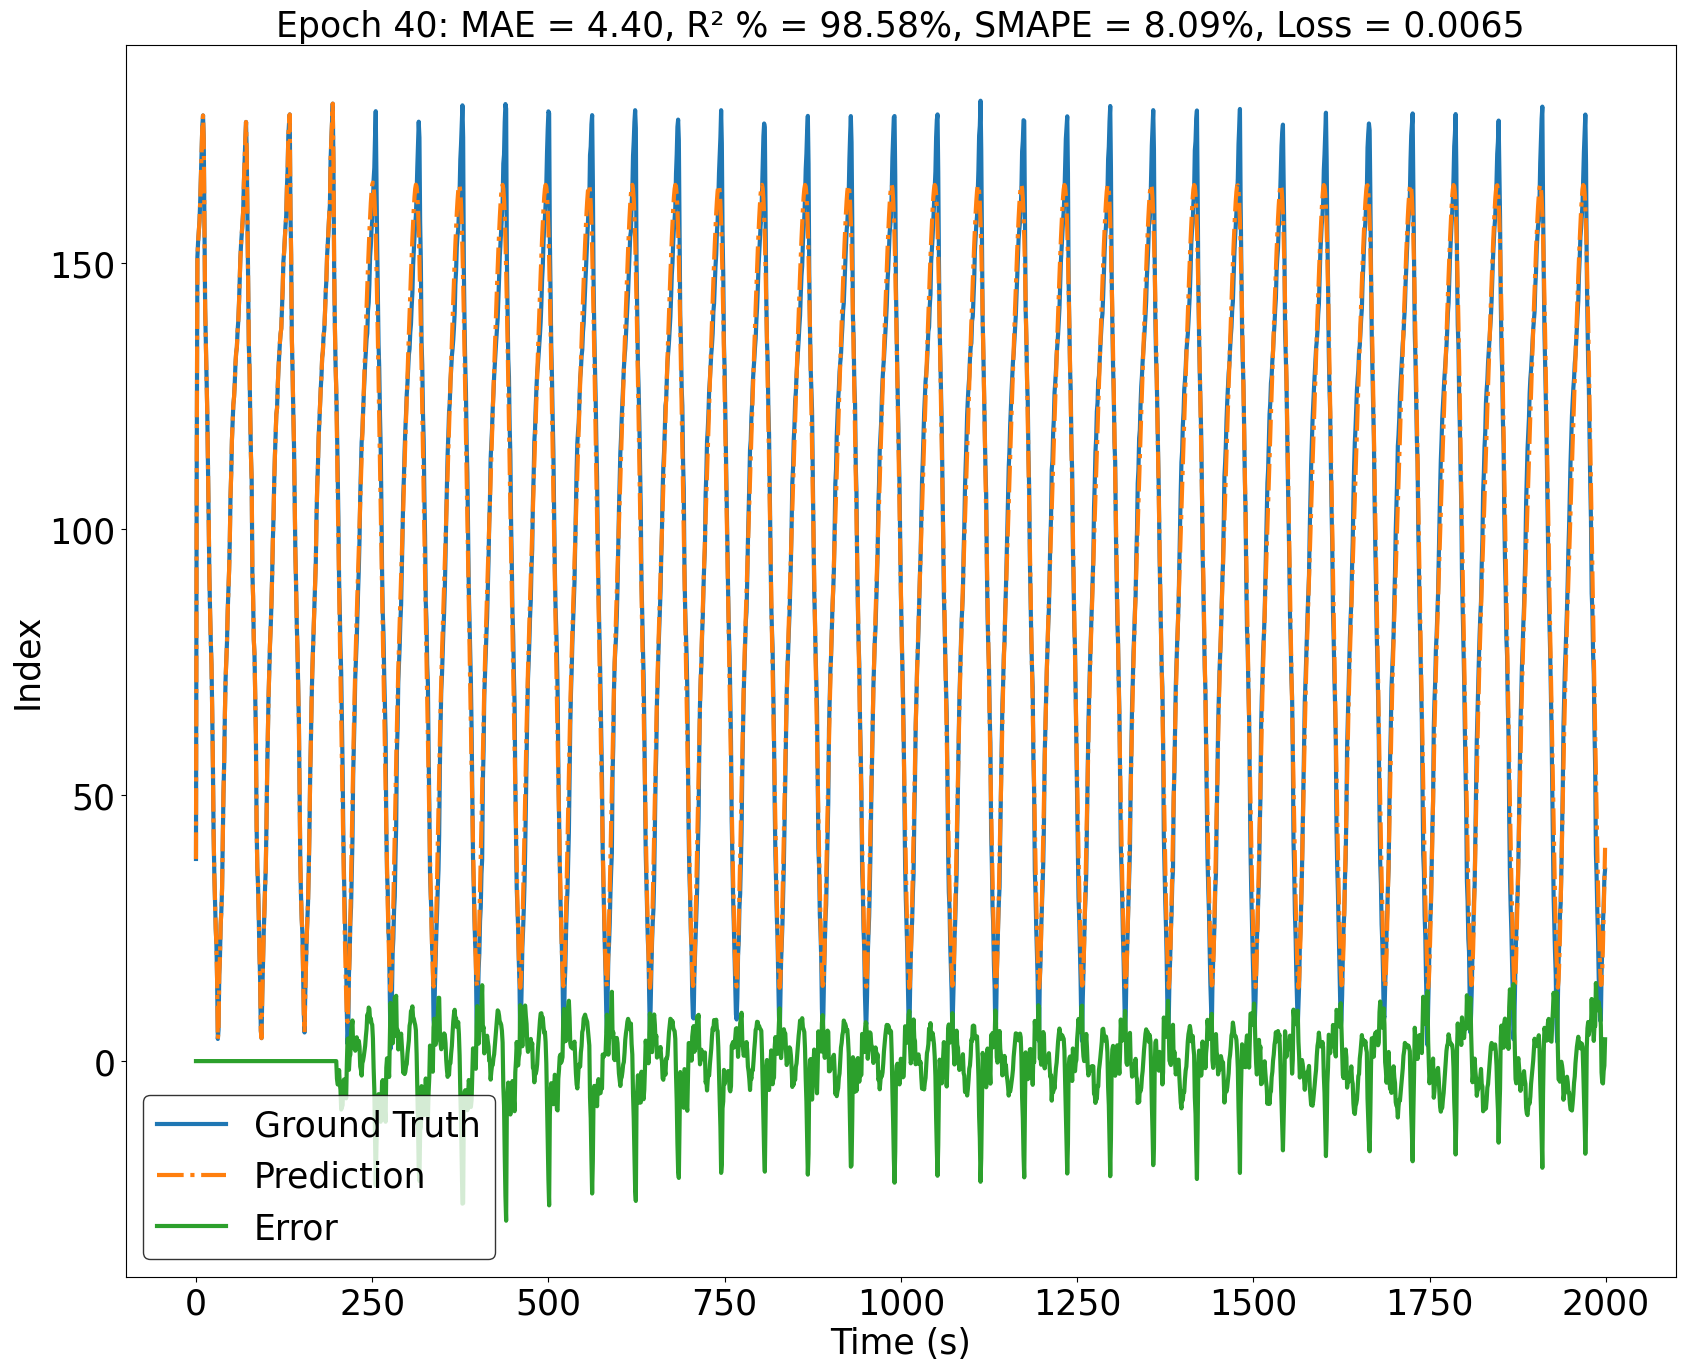 Epoch 40: MAE = 4.40, R² % = 98.58%, SMAPE = 8.09%, Loss = 0.0065
Index
150
100
50
0
Ground Truth
Prediction
Error
0 250 500 750 1000 1250 1500 1750 2000
Time (s)